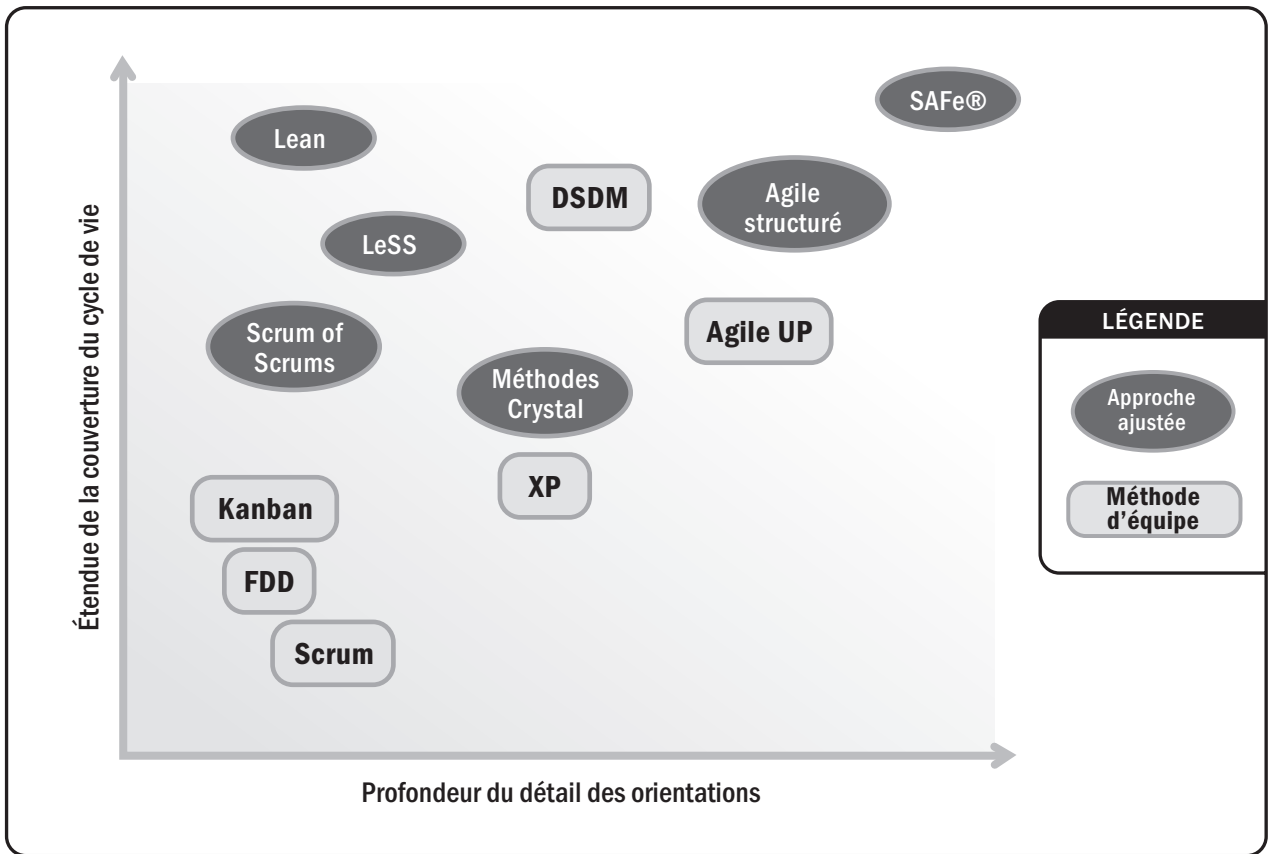 SAFe®
Lean
DSDM
Agile
structuré
LeSS
Agile UP
Scrum of
Scrums
Méthodes
Crystal
XP
Kanban
FDD
Scrum
Étendue de la couverture du cycle de vie
Profondeur du détail des orientations
LÉGENDE
Approche
ajustée
Méthode
d'équipe